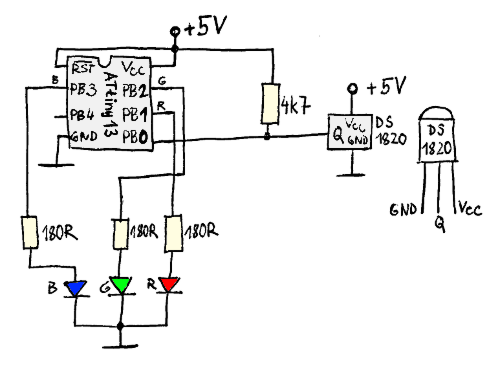 +5V
RST VCC
B PB3 PB2 G
ATtiny13
R
PB4 PB1
GND PB0
4k7
+5V
Q VCC GND
DS 1820
DS 1820
GND Q VCC
180R 180R 180R
B G R